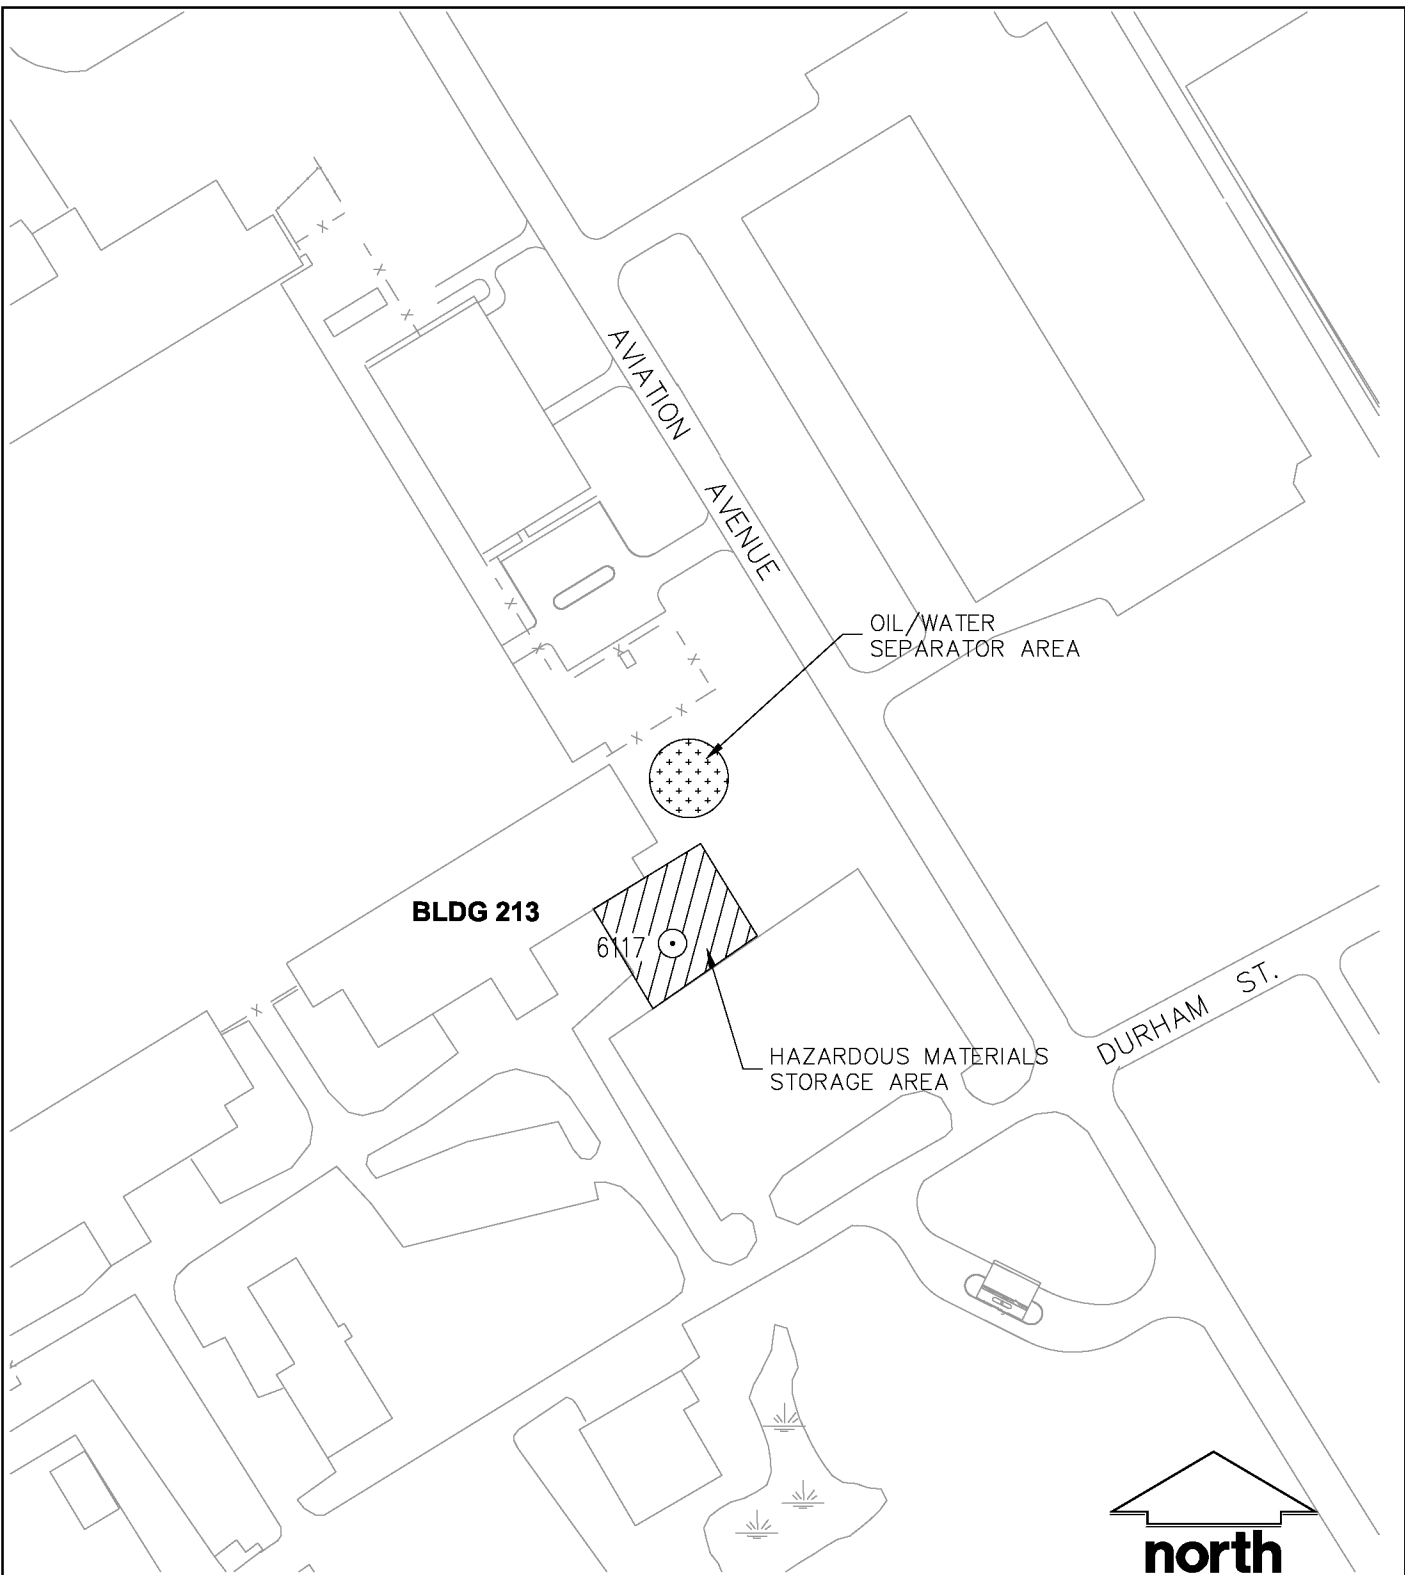 AVIATION AVENUE
OIL/WATER
SEPARATOR AREA
BLDG 213
6117
HAZARDOUS MATERIALS
STORAGE AREA
DURHAM ST.
north